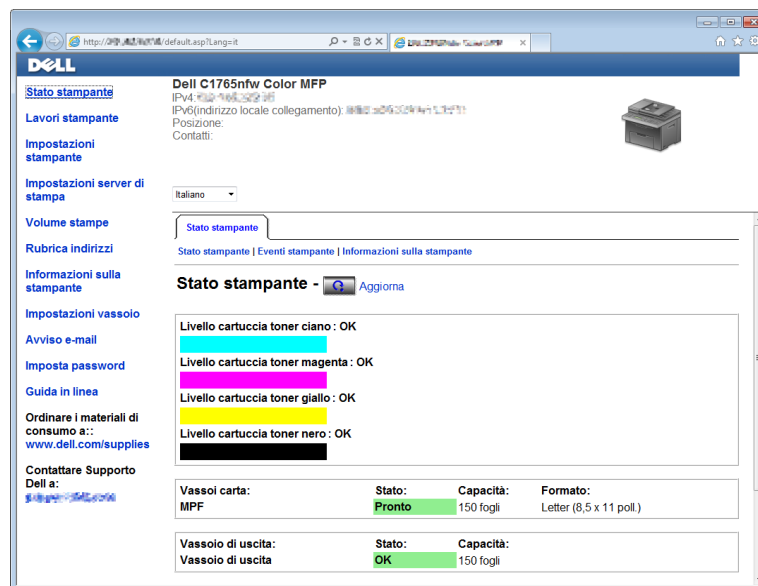 http:// /default.asp?Lang=it
DELL
Dell C1765nfw Color MFP
IPv4:
IPv6(indirizzo locale collegamento):
Posizione:
Contatti:
Italiano
Stato stampante
Lavori stampante
Impostazioni
stampante
Impostazioni server di
stampa
Volume stampe
Rubrica indirizzi
Informazioni sulla
stampante
Impostazioni vassoio
Avviso e-mail
Imposta password
Guida in linea
Ordinare i materiali di
consumo a::
www.dell.com/supplies
Contattare Supporto
Dell a:
Stato stampante
Stato stampante | Eventi stampante | Informazioni sulla stampante
Stato stampante - Aggiorna
Livello cartuccia toner ciano : OK
Livello cartuccia toner magenta : OK
Livello cartuccia toner giallo : OK
Livello cartuccia toner nero : OK
Vassoi carta: Stato: Capacità: Formato:
MPF Pronto 150 fogli Letter (8,5 x 11 poll.)
Vassoio di uscita: Stato: Capacità:
Vassoio di uscita OK 150 fogli